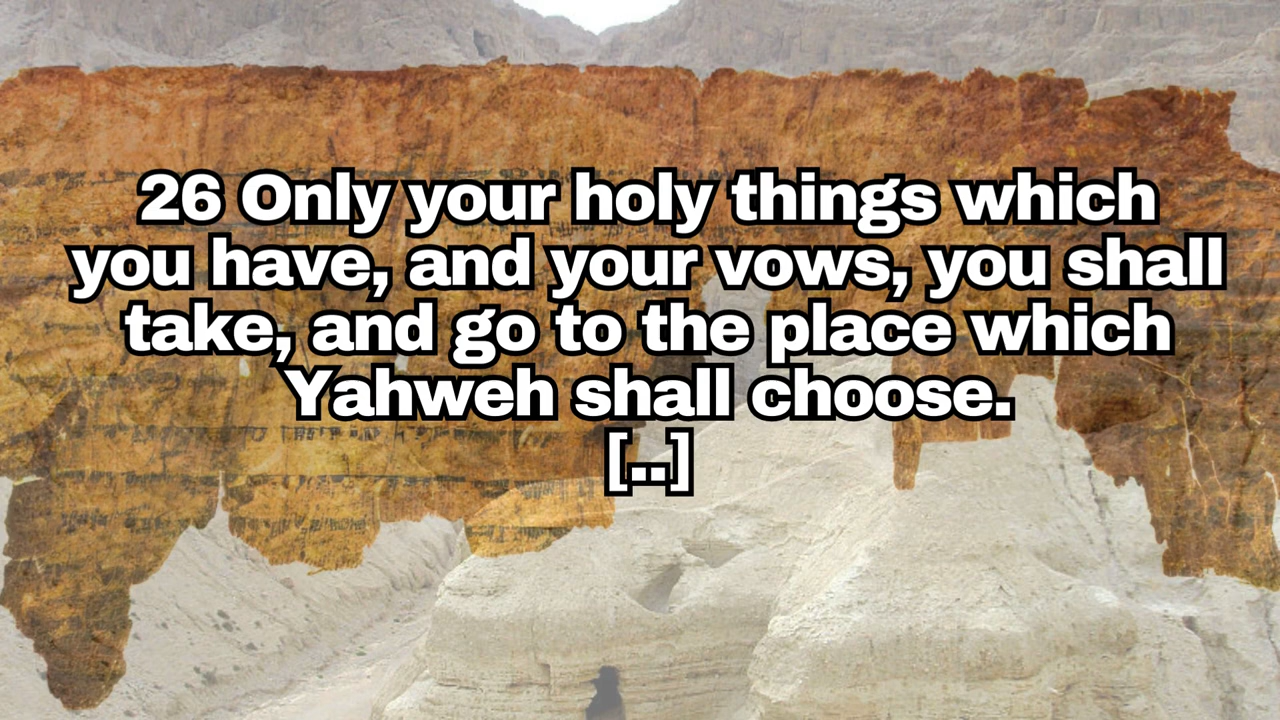 26 Only your holy things which
you have, and your vows, you shall
take, and go to the place which
Yahweh shall choose.
[..]